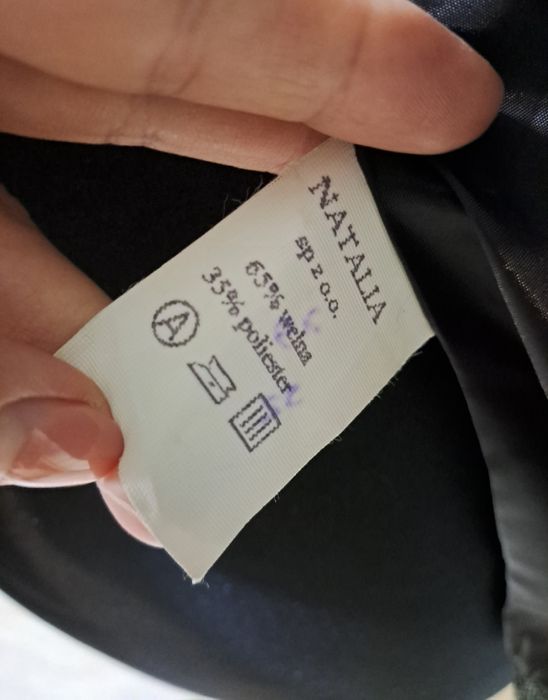 NATALIA
sp z o.o.
65% wełna
35% poliester
A